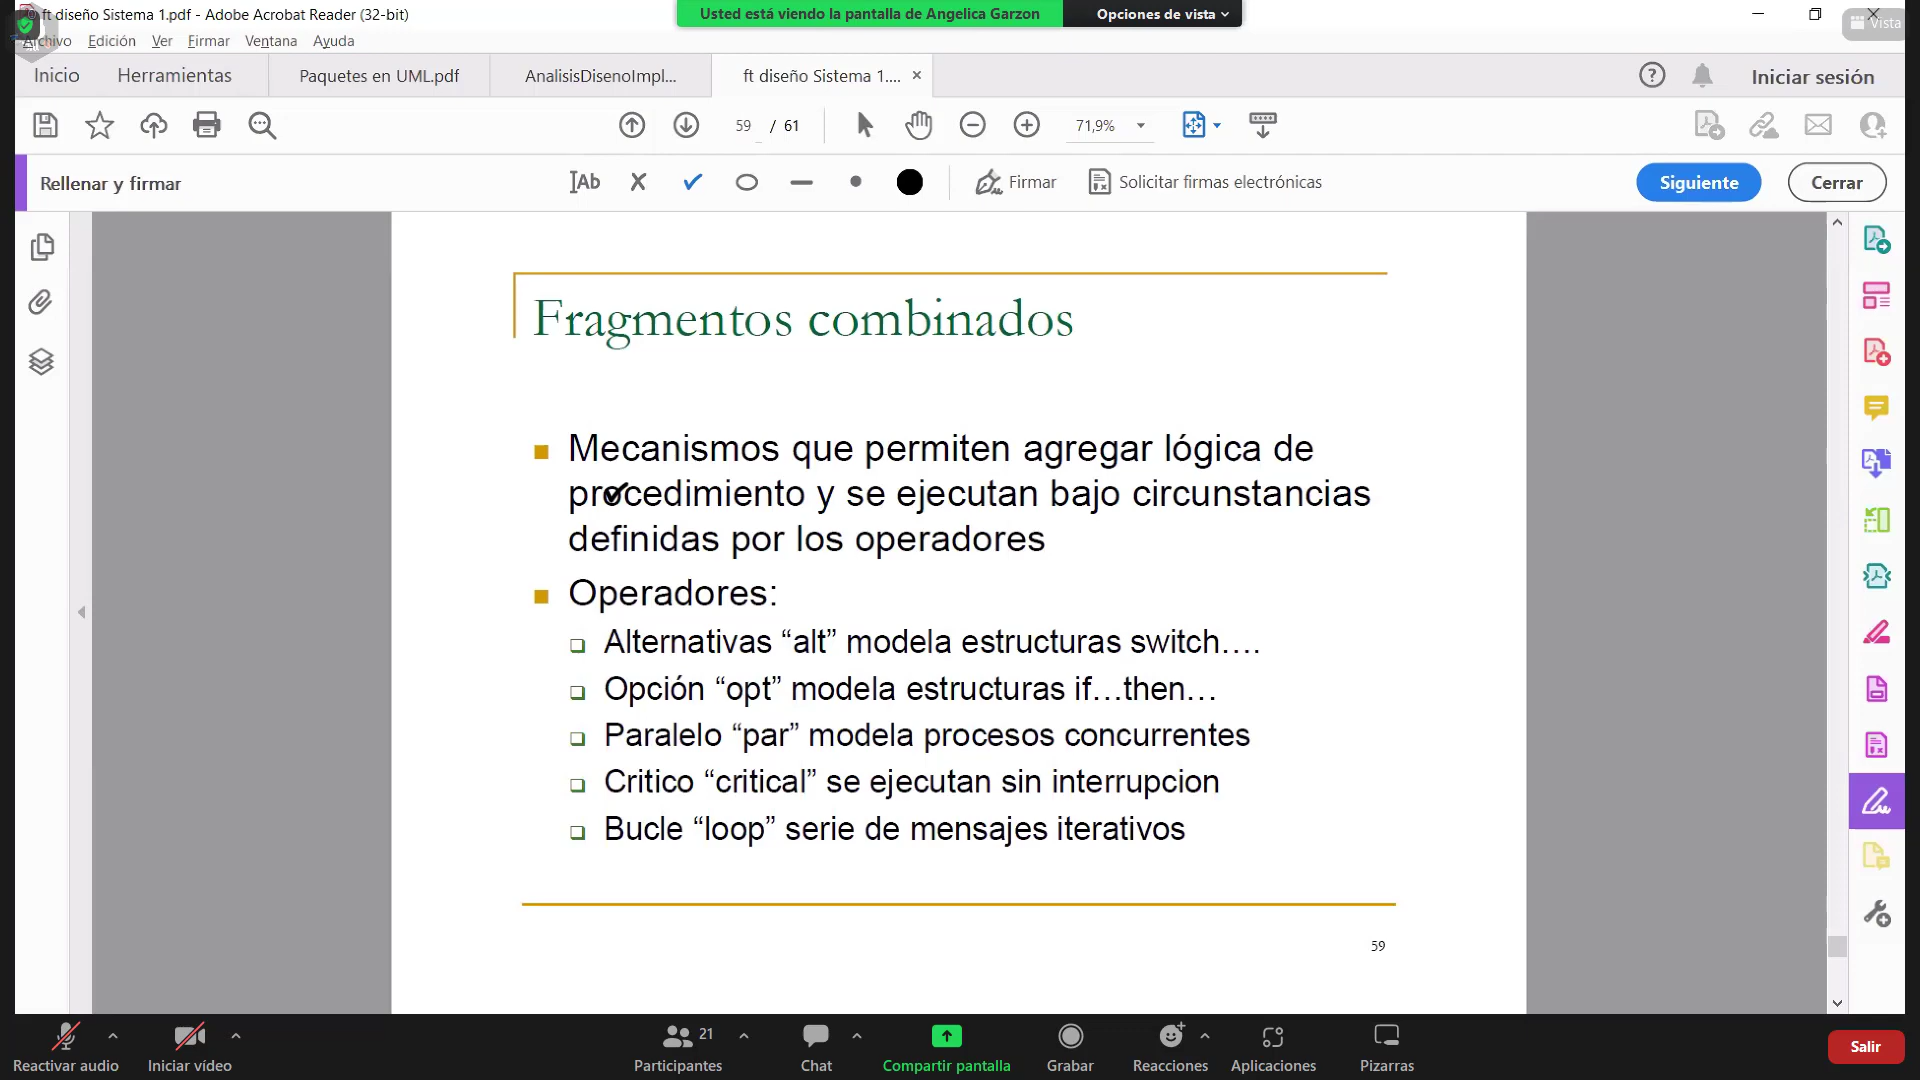 ft diseño Sistema 1.pdf - Adobe Acrobat Reader (32-bit)
Usted está viendo la pantalla de Angelica Garzon
Opciones de vista
Vista
Archivo Edición Ver Firmar Ventana Ayuda
Inicio Herramientas Paquetes en UML.pdf AnalisisDisenoImpl... ft diseño Sistema 1.... × Iniciar sesión
59 / 61 71,9%
Rellenar y firmar
Ab Firmar Solicitar firmas electrónicas Siguiente Cerrar
Fragmentos combinados
Mecanismos que permiten agregar lógica de
procedimiento y se ejecutan bajo circunstancias
definidas por los operadores
Operadores:
Alternativas “alt” modela estructuras switch....
Opción “opt” modela estructuras if...then...
Paralelo “par” modela procesos concurrentes
Critico “critical” se ejecutan sin interrupcion
Bucle “loop” serie de mensajes iterativos
59
Reactivar audio Iniciar vídeo 21 Participantes Chat Compartir pantalla Grabar Reacciones Aplicaciones Pizarras Salir